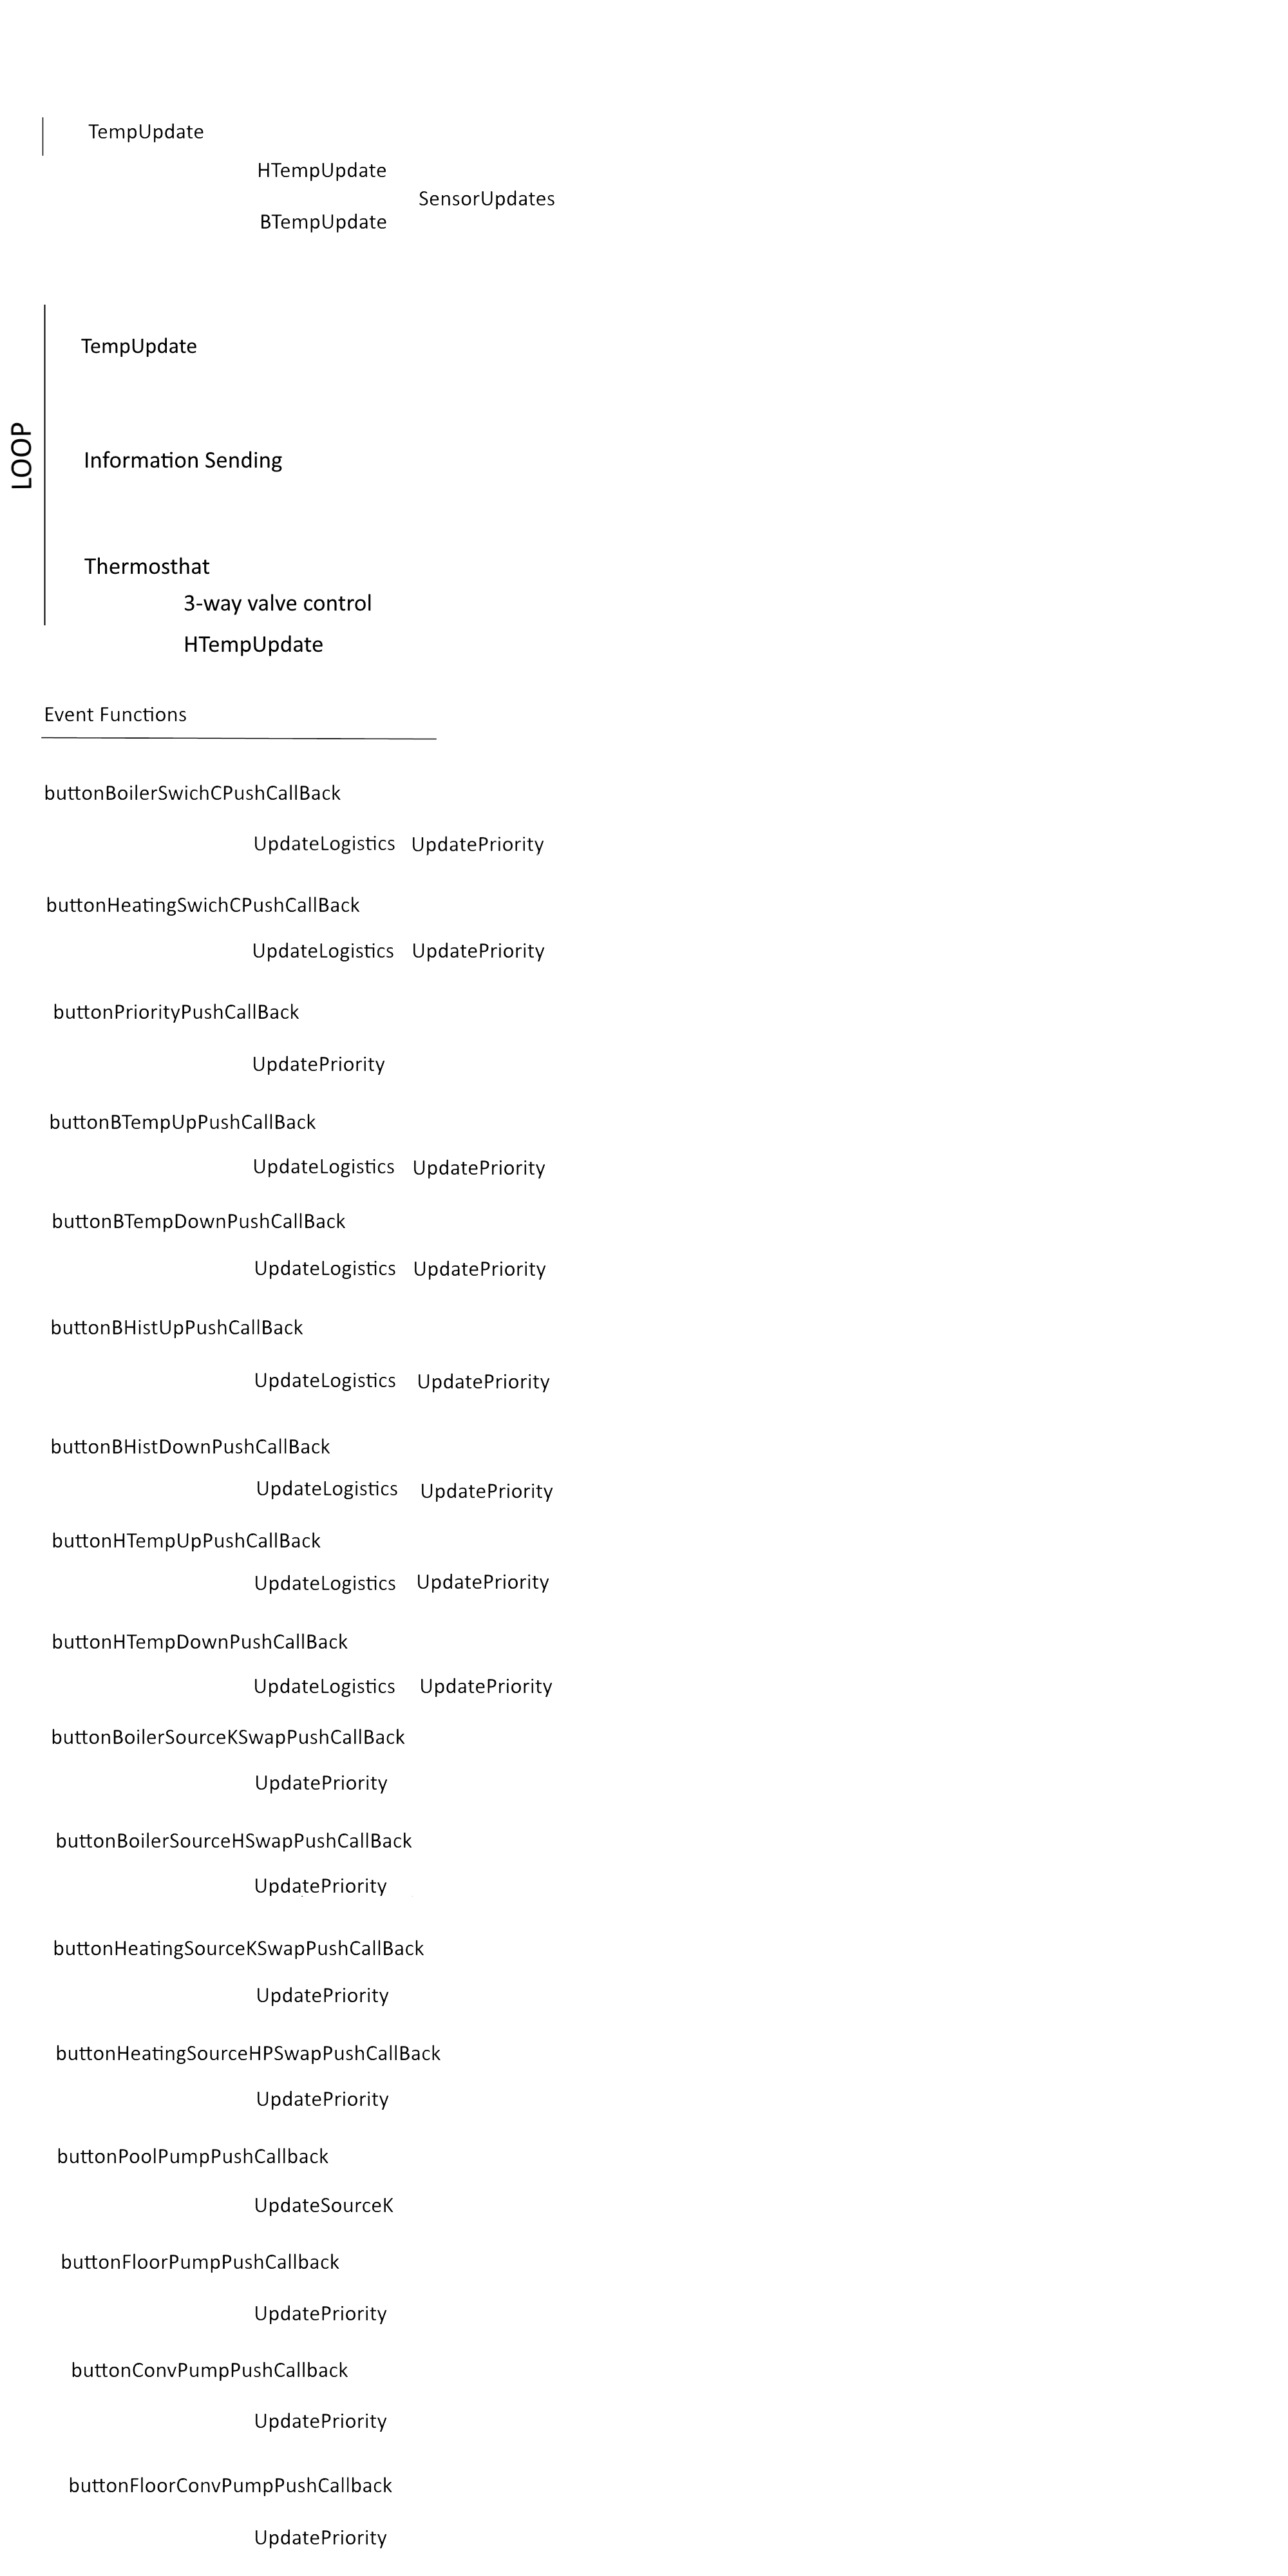 TempUpdate
HTempUpdate
SensorUpdates
BTempUpdate
LOOP
TempUpdate
Information Sending
Thermosthat
3-way valve control
HTempUpdate
Event Functions
buttonBoilerSwichCPushCallBack
UpdateLogistics UpdatePriority
buttonHeatingSwichCPushCallBack
UpdateLogistics UpdatePriority
buttonPriorityPushCallBack
UpdatePriority
buttonBTempUpPushCallBack
UpdateLogistics UpdatePriority
buttonBTempDownPushCallBack
UpdateLogistics UpdatePriority
buttonBHistUpPushCallBack
UpdateLogistics UpdatePriority
buttonBHistDownPushCallBack
UpdateLogistics UpdatePriority
buttonHTempUpPushCallBack
UpdateLogistics UpdatePriority
buttonHTempDownPushCallBack
UpdateLogistics UpdatePriority
buttonBoilerSourceKSwapPushCallBack
UpdatePriority
buttonBoilerSourceHSwapPushCallBack
UpdatePriority
buttonHeatingSourceKSwapPushCallBack
UpdatePriority
buttonHeatingSourceHPSwapPushCallBack
UpdatePriority
buttonPoolPumpPushCallback
UpdateSourceK
buttonFloorPumpPushCallback
UpdatePriority
buttonConvPumpPushCallback
UpdatePriority
buttonFloorConvPumpPushCallback
UpdatePriority